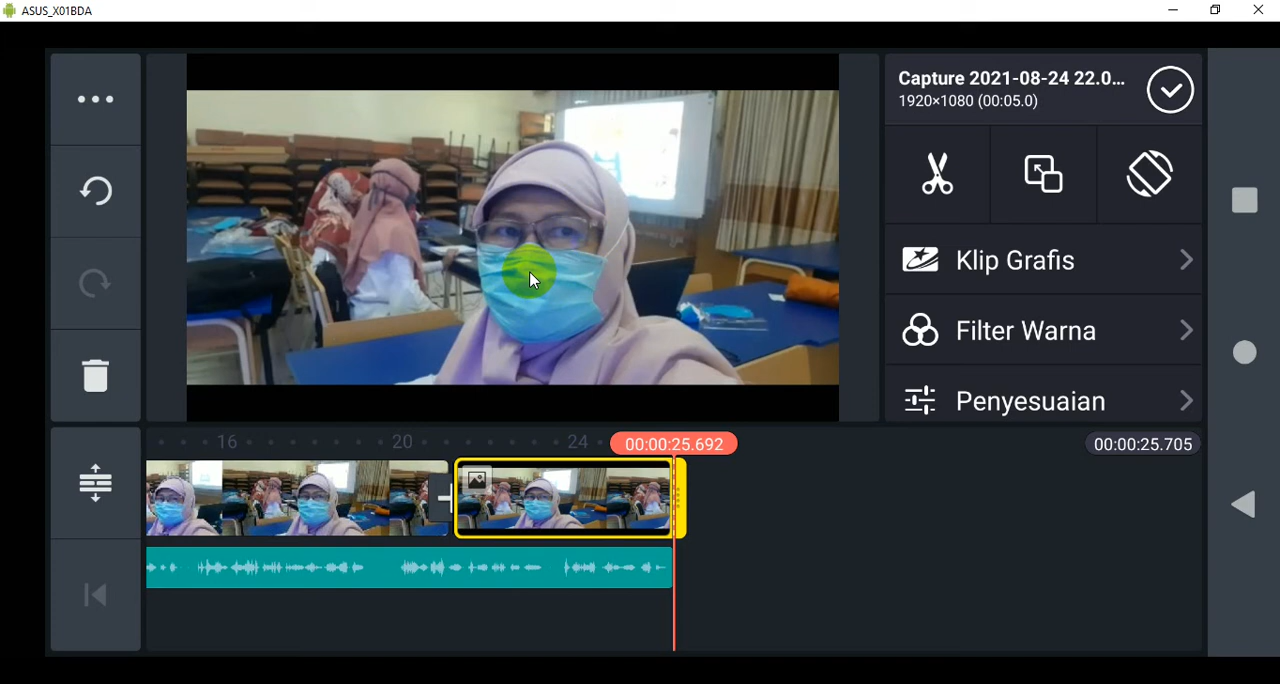 ASUS_X01BDA
Capture 2021-08-24 22.0...
1920×1080 (00:05.0)
Klip Grafis
Filter Warna
Penyesuaian
16
20
24
00:00:25.692
00:00:25.705